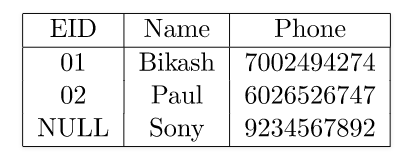 EID Name Phone
01 Bikash 7002494274
02 Paul 6026526747
NULL Sony 9234567892